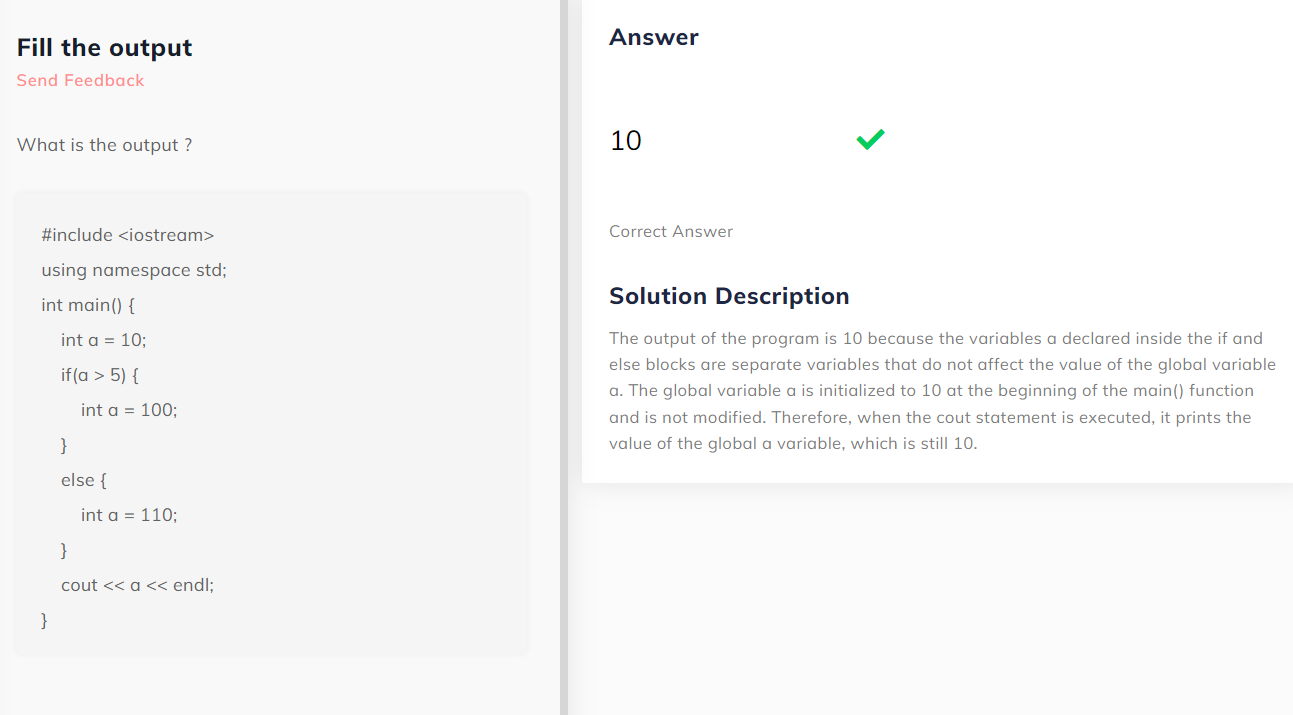 Fill the output
Send Feedback
What is the output ?
#include <iostream>
using namespace std;
int main() {
int a = 10;
if(a > 5) {
int a = 100;
}
else {
int a = 110;
}
cout << a << endl;
}
Answer
10
Correct Answer
Solution Description
The output of the program is 10 because the variables a declared inside the if and
else blocks are separate variables that do not affect the value of the global variable
a. The global variable a is initialized to 10 at the beginning of the main() function
and is not modified. Therefore, when the cout statement is executed, it prints the
value of the global a variable, which is still 10.